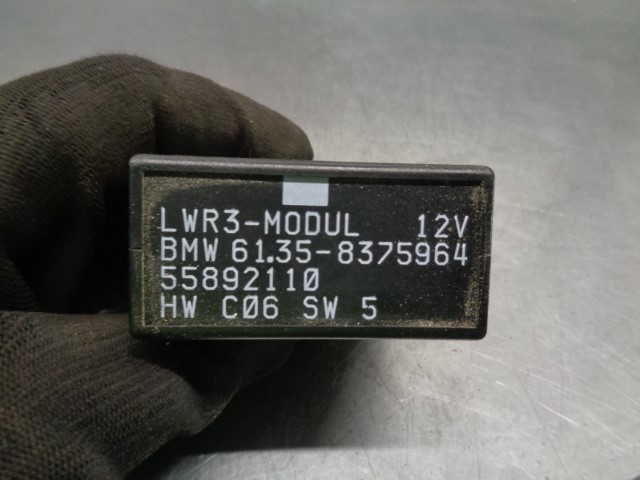 LWR3-MODUL 12V
BMW 61.35-8375964
55892110
HW C06 SW 5